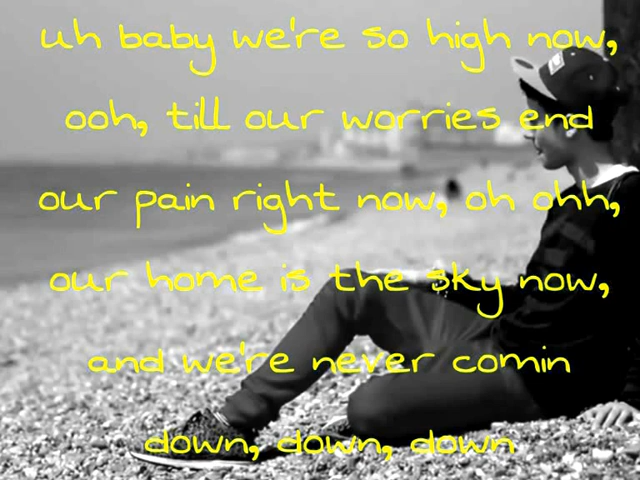 uh baby we're so high now,
ooh, till our worries end
our pain right now, oh ohh,
our home is the sky now,
and we're never comin
down, down, down